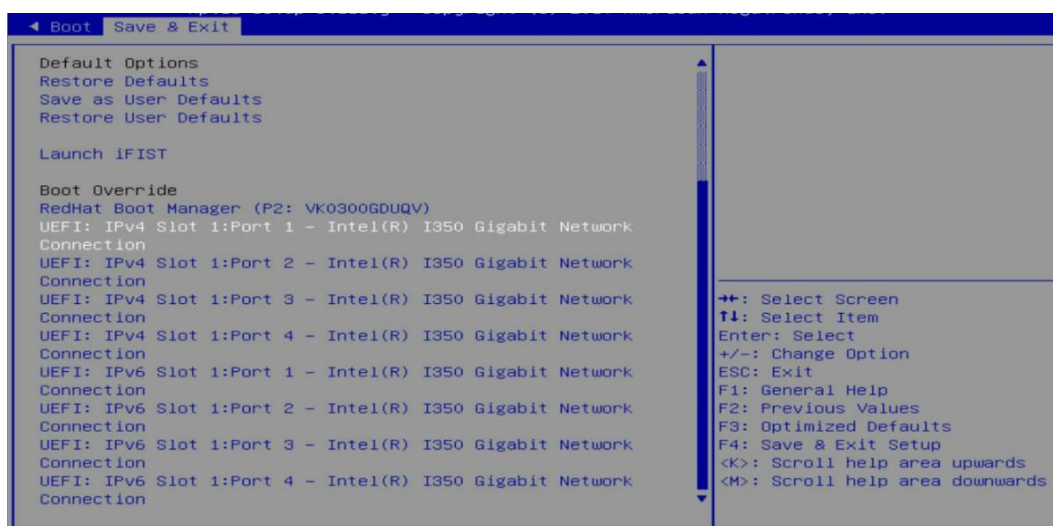 Boot Save & Exit
Default Options
Restore Defaults
Save as User Defaults
Restore User Defaults
Launch iFIST
Boot Override
RedHat Boot Manager (P2: VK0300GDUQV)
UEFI: IPv4 Slot 1:Port 1 - Intel(R) I350 Gigabit Network
Connection
UEFI: IPv4 Slot 1:Port 2 - Intel(R) I350 Gigabit Network
Connection
UEFI: IPv4 Slot 1:Port 3 - Intel(R) I350 Gigabit Network
Connection
UEFI: IPv4 Slot 1:Port 4 - Intel(R) I350 Gigabit Network
Connection
UEFI: IPv6 Slot 1:Port 1 - Intel(R) I350 Gigabit Network
Connection
UEFI: IPv6 Slot 1:Port 2 - Intel(R) I350 Gigabit Network
Connection
UEFI: IPv6 Slot 1:Port 3 - Intel(R) I350 Gigabit Network
Connection
UEFI: IPv6 Slot 1:Port 4 - Intel(R) I350 Gigabit Network
Connection
→←: Select Screen
↑↓: Select Item
Enter: Select
+/-: Change Option
ESC: Exit
F1: General Help
F2: Previous Values
F3: Optimized Defaults
F4: Save & Exit Setup
<K>: Scroll help area upwards
<M>: Scroll help area downwards